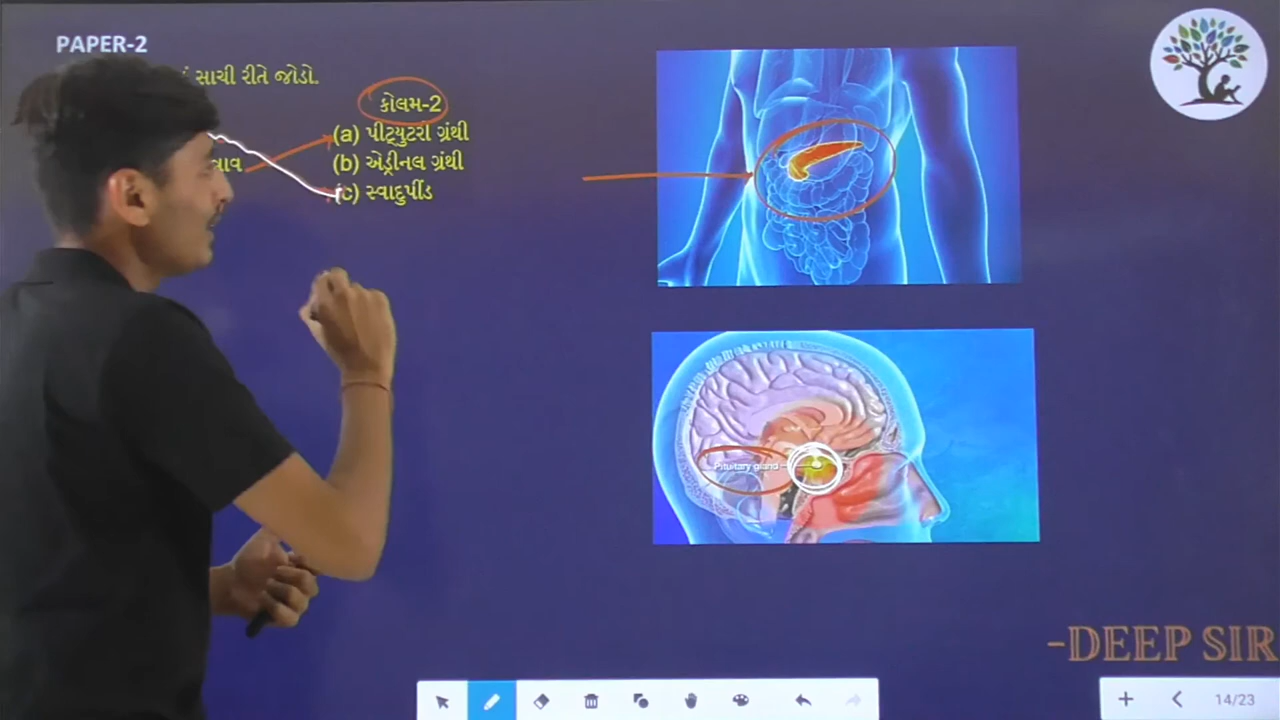 PAPER-2
સાચી રીતે જોડો.
કોલમ-2
(a) પીટ્યુટરી ગ્રંથી
(b) એડ્રીનલ ગ્રંથી
(c) સ્વાદુપીંડ
Pituitary gland
-DEEP SIR
14/23